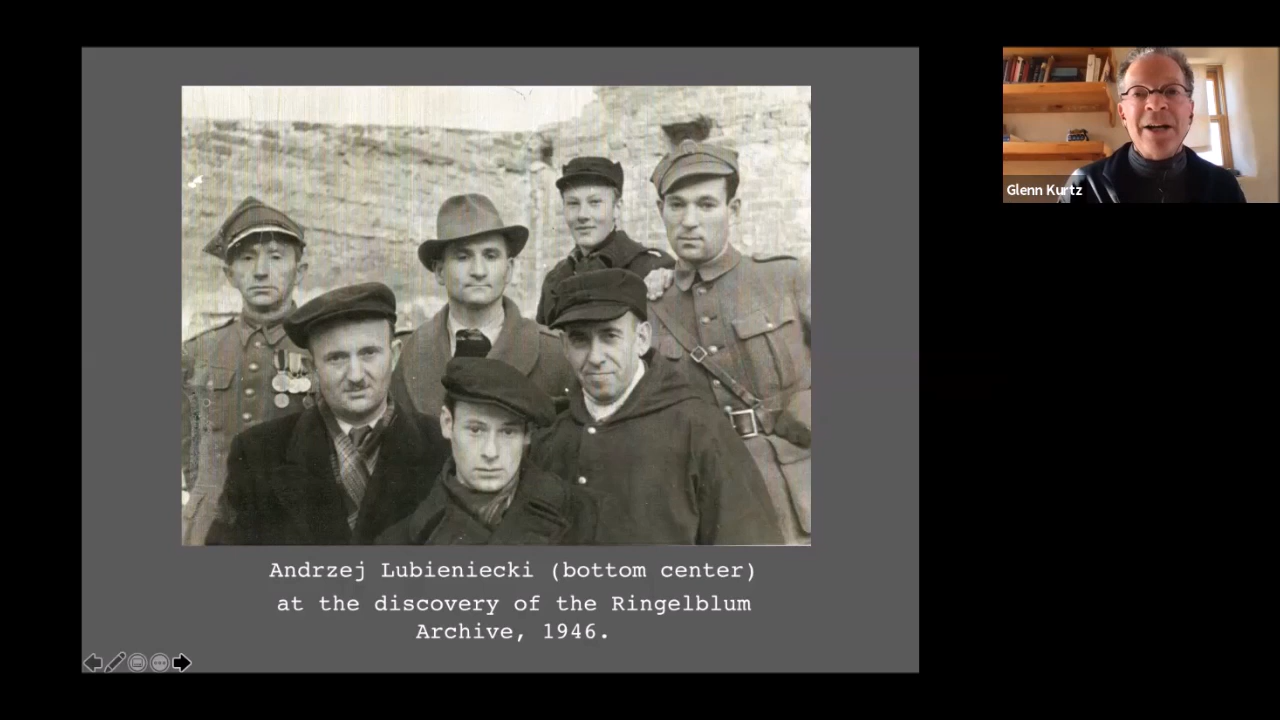 Glenn Kurtz
Andrzej Lubieniecki (bottom center)
at the discovery of the Ringelblum
Archive, 1946.